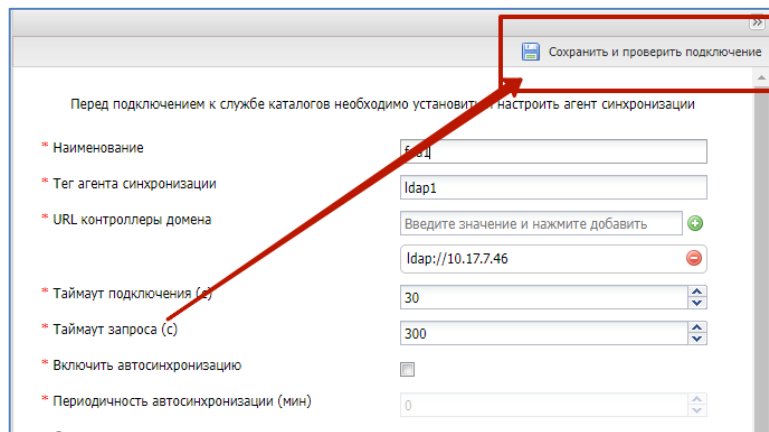 Сохранить и проверить подключение
Перед подключением к службе каталогов необходимо установить и настроить агент синхронизации
* Наименование
* Тег агента синхронизации
ldap1
* URL контроллеры домена
Введите значение и нажмите добавить
ldap://10.17.7.46
* Таймаут подключения (с)
30
* Таймаут запроса (с)
300
* Включить автосинхронизацию
* Периодичность автосинхронизации (мин)
0